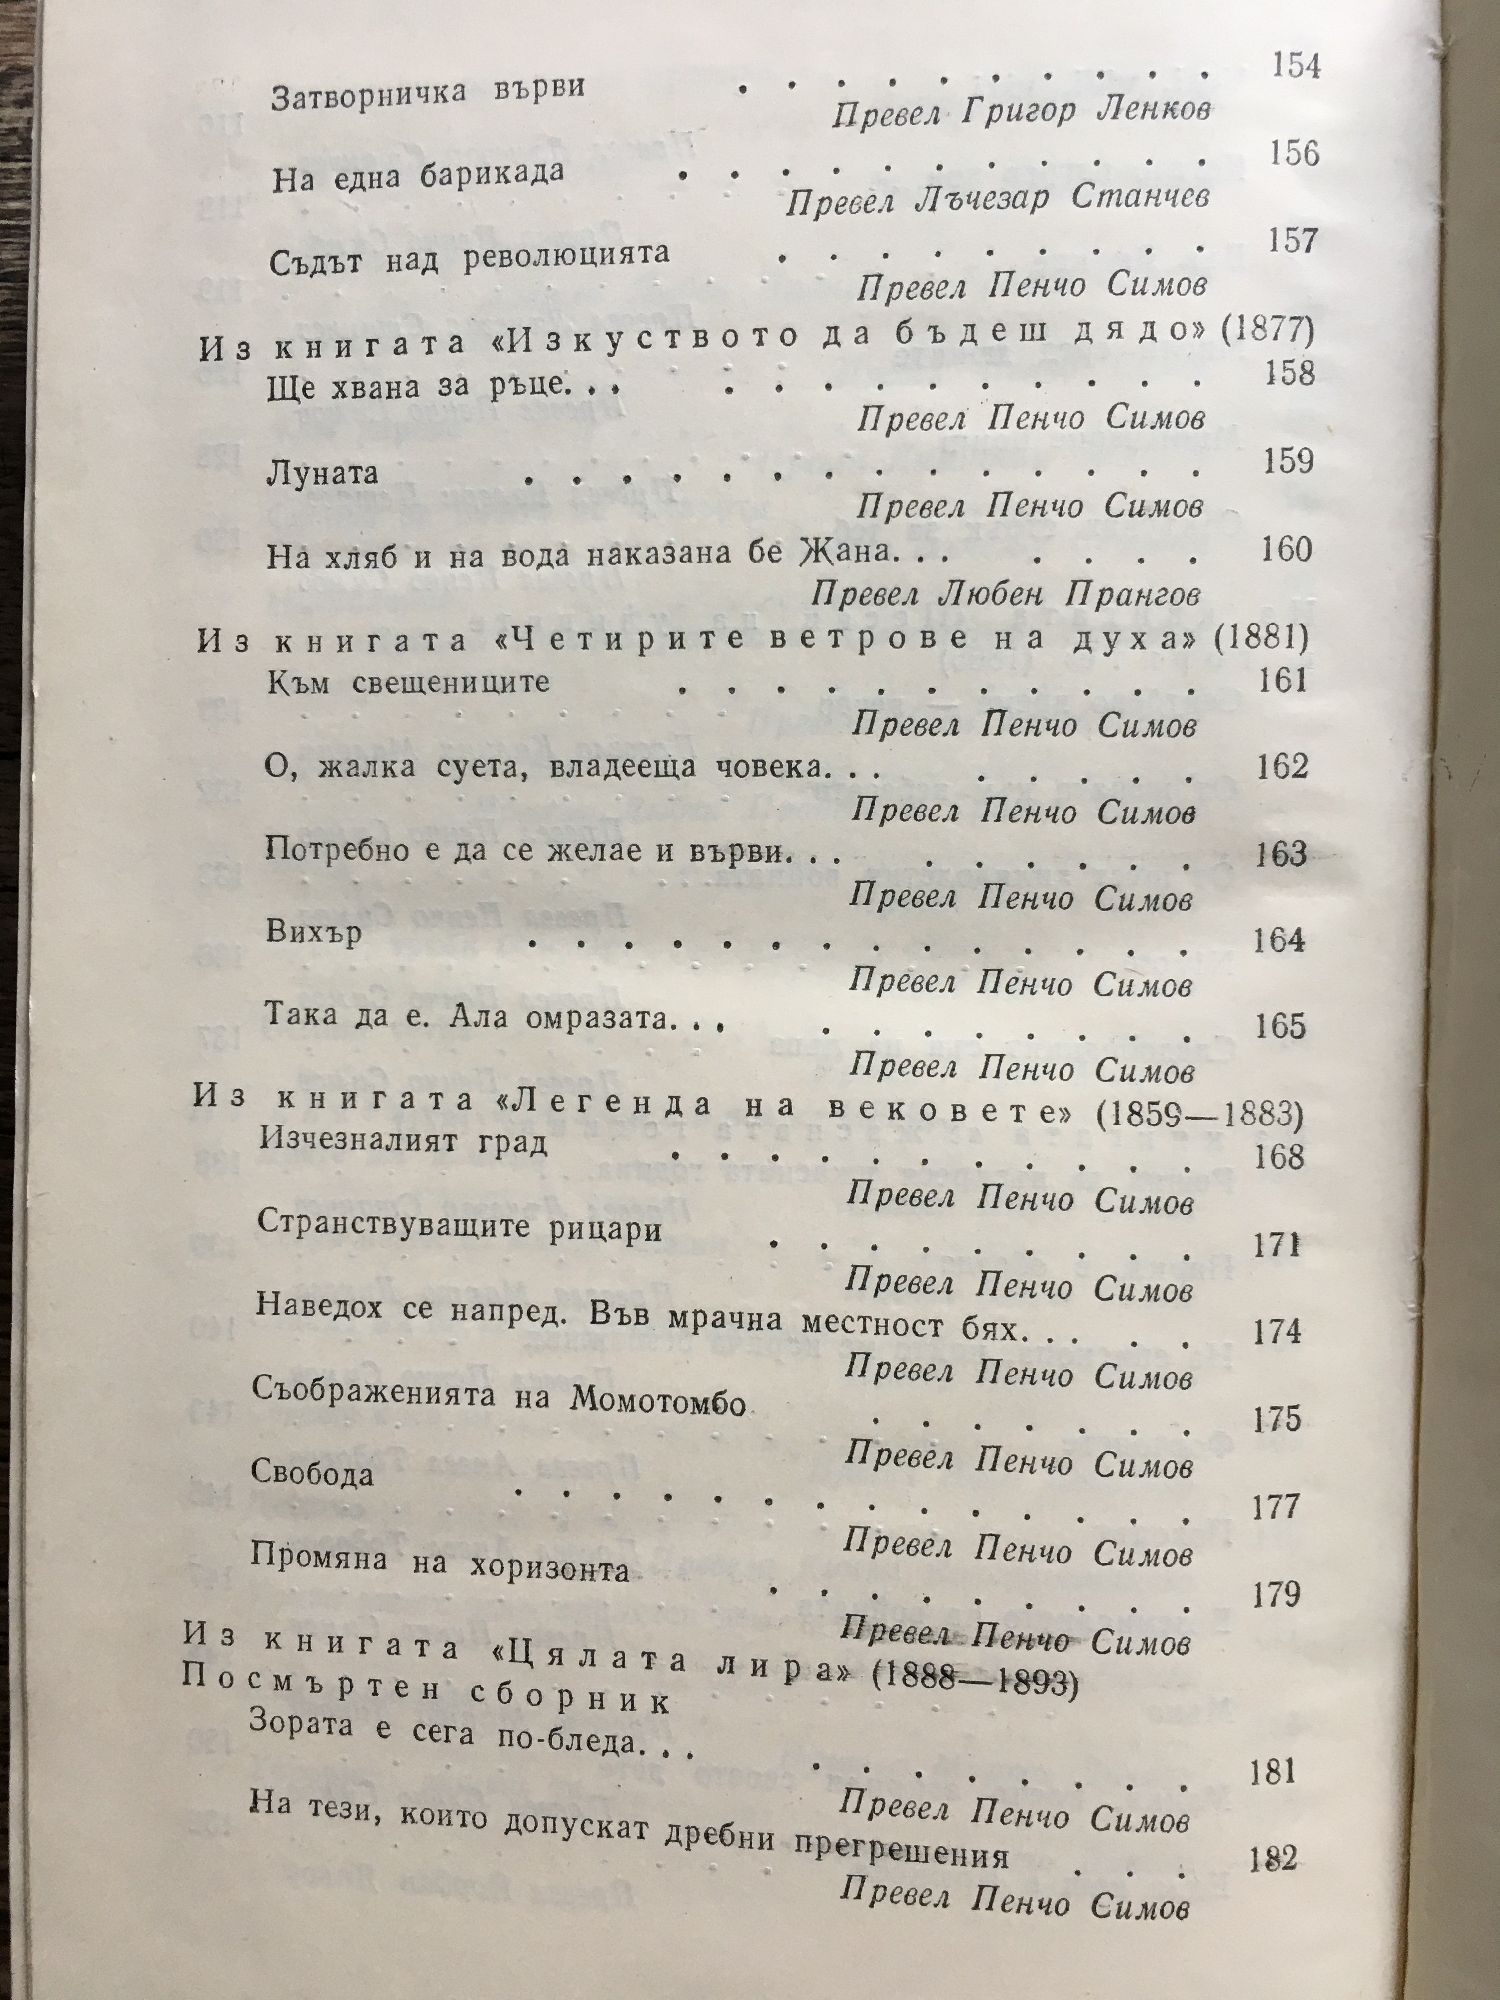 Затворничка върви . . . . . . . . . . 154
Превел Григор Ленков
На една барикада . . . . . . . . . . . 156
Превел Лъчезар Станчев
Съдът над революцията . . . . . . . . . 157
Превел Пенчо Симов
Из книгата «Изкуството да бъдеш дядо» (1877)
Ще хвана за ръце. . . . . . . . . . . . . 158
Превел Пенчо Симов
Луната . . . . . . . . . . . . . . 159
Превел Пенчо Симов
На хляб и на вода наказана бе Жана. . . . . . . 160
Превел Любен Прангов
Из книгата «Четирите ветрове на духа» (1881)
Към свещениците . . . . . . . . . . . 161
Превел Пенчо Симов
О, жалка суета, владееща човека. . . . . . . . 162
Превел Пенчо Симов
Потребно е да се желае и върви. . . . . . . . . 163
Превел Пенчо Симов
Вихър . . . . . . . . . . . . . . 164
Превел Пенчо Симов
Така да е. Ала омразата. . . . . . . . . . . 165
Превел Пенчо Симов
Из книгата «Легенда на вековете» (1859—1883)
Изчезналият град . . . . . . . . . . . 168
Превел Пенчо Симов
Странствуващите рицари . . . . . . . . . 171
Превел Пенчо Симов
Наведох се напред. Във мрачна местност бях. . . . . 174
Превел Пенчо Симов
Съображенията на Момотомбо . . . . . . . 175
Превел Пенчо Симов
Свобода . . . . . . . . . . . . . . 177
Превел Пенчо Симов
Промяна на хоризонта . . . . . . . . . 179
Превел Пенчо Симов
Из книгата «Цялата лира» (1888—1893)
Посмъртен сборник
Зората е сега по-бледа. . . . . . . . . . . 181
Превел Пенчо Симов
На тези, които допускат дребни прегрешения . . . 182
Превел Пенчо Симов